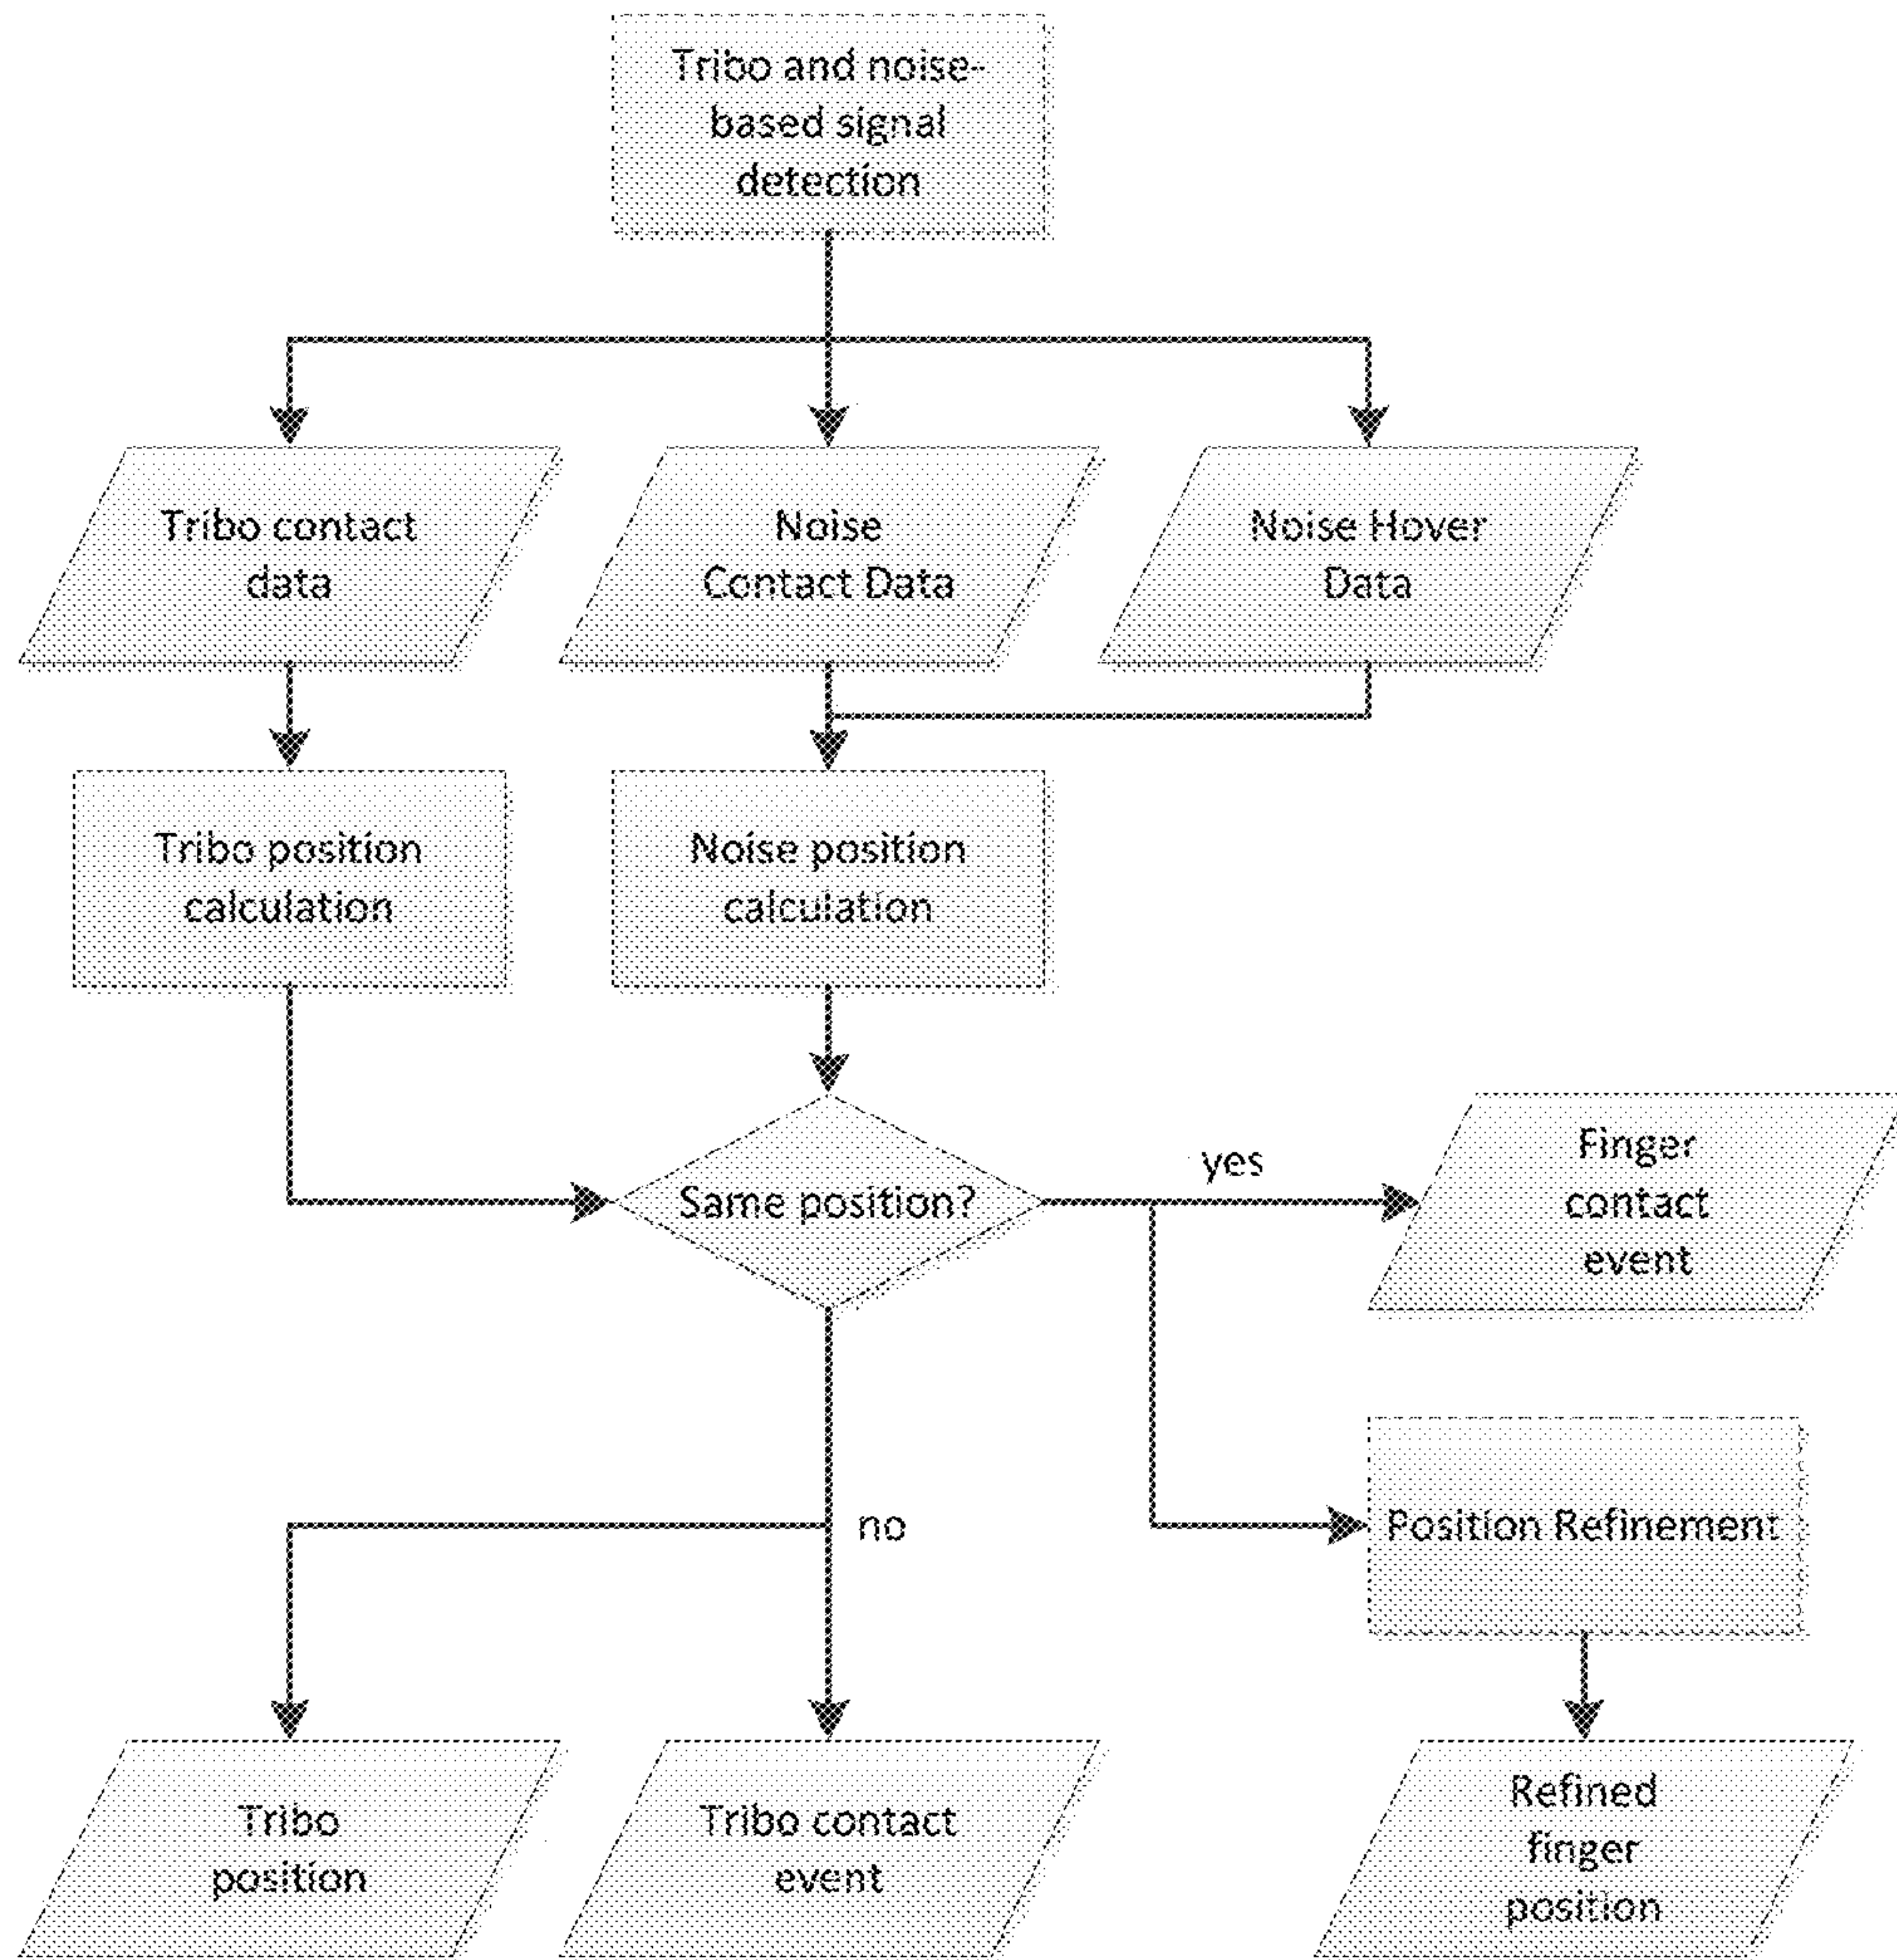 Tribo and noise-
based signal
detection
Tribo contact
data
Noise
Contact Data
Noise Hover
Data
Tribo position
calculation
Noise position
calculation
Same position?
yes
Finger
contact
event
no
Position Refinement
Tribo
position
Tribo contact
event
Refined
finger
position